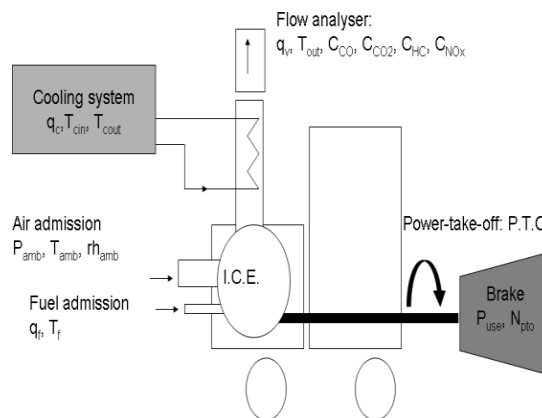 Flow analyser:
qv, Tout, CCO, CCO2, CHC, CNOx
Cooling system
qc,Tcin, Tcout
Air admission
Pamb, Tamb, rhamb
Power-take-off: P.T.O
I.C.E.
Fuel admission
qf, Tf
Brake
Puse, Npto